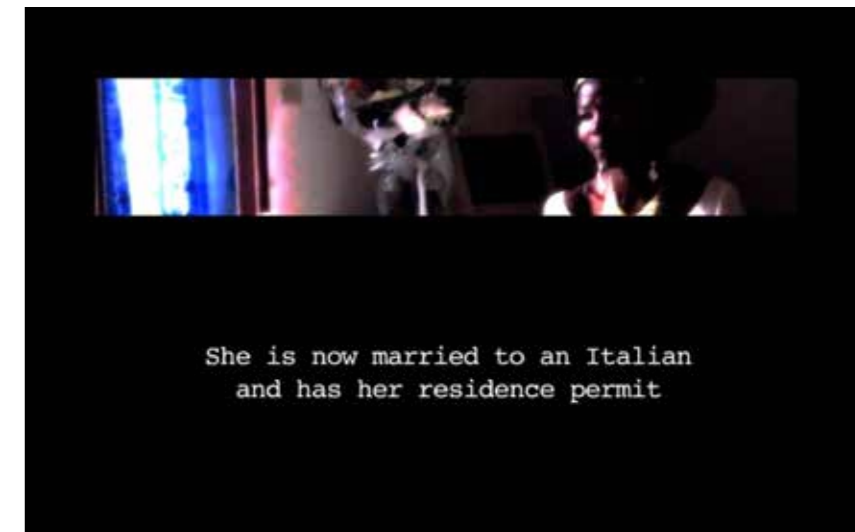 She is now married to an Italian
and has her residence permit